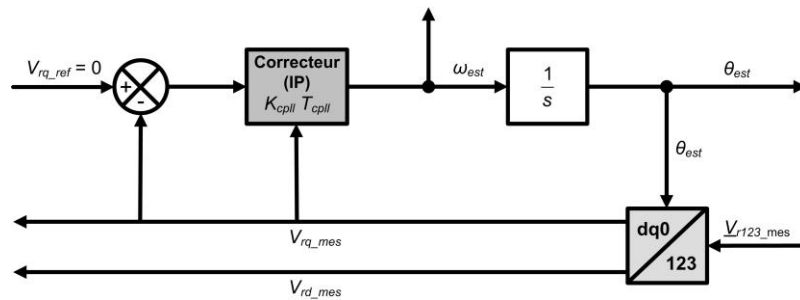 V_rq_ref = 0
+
-
Correcteur
(IP)
K_cpll T_cpll
ω_est
1
s
θ_est
θ_est
dq0
123
V_r123_mes
V_rq_mes
V_rd_mes